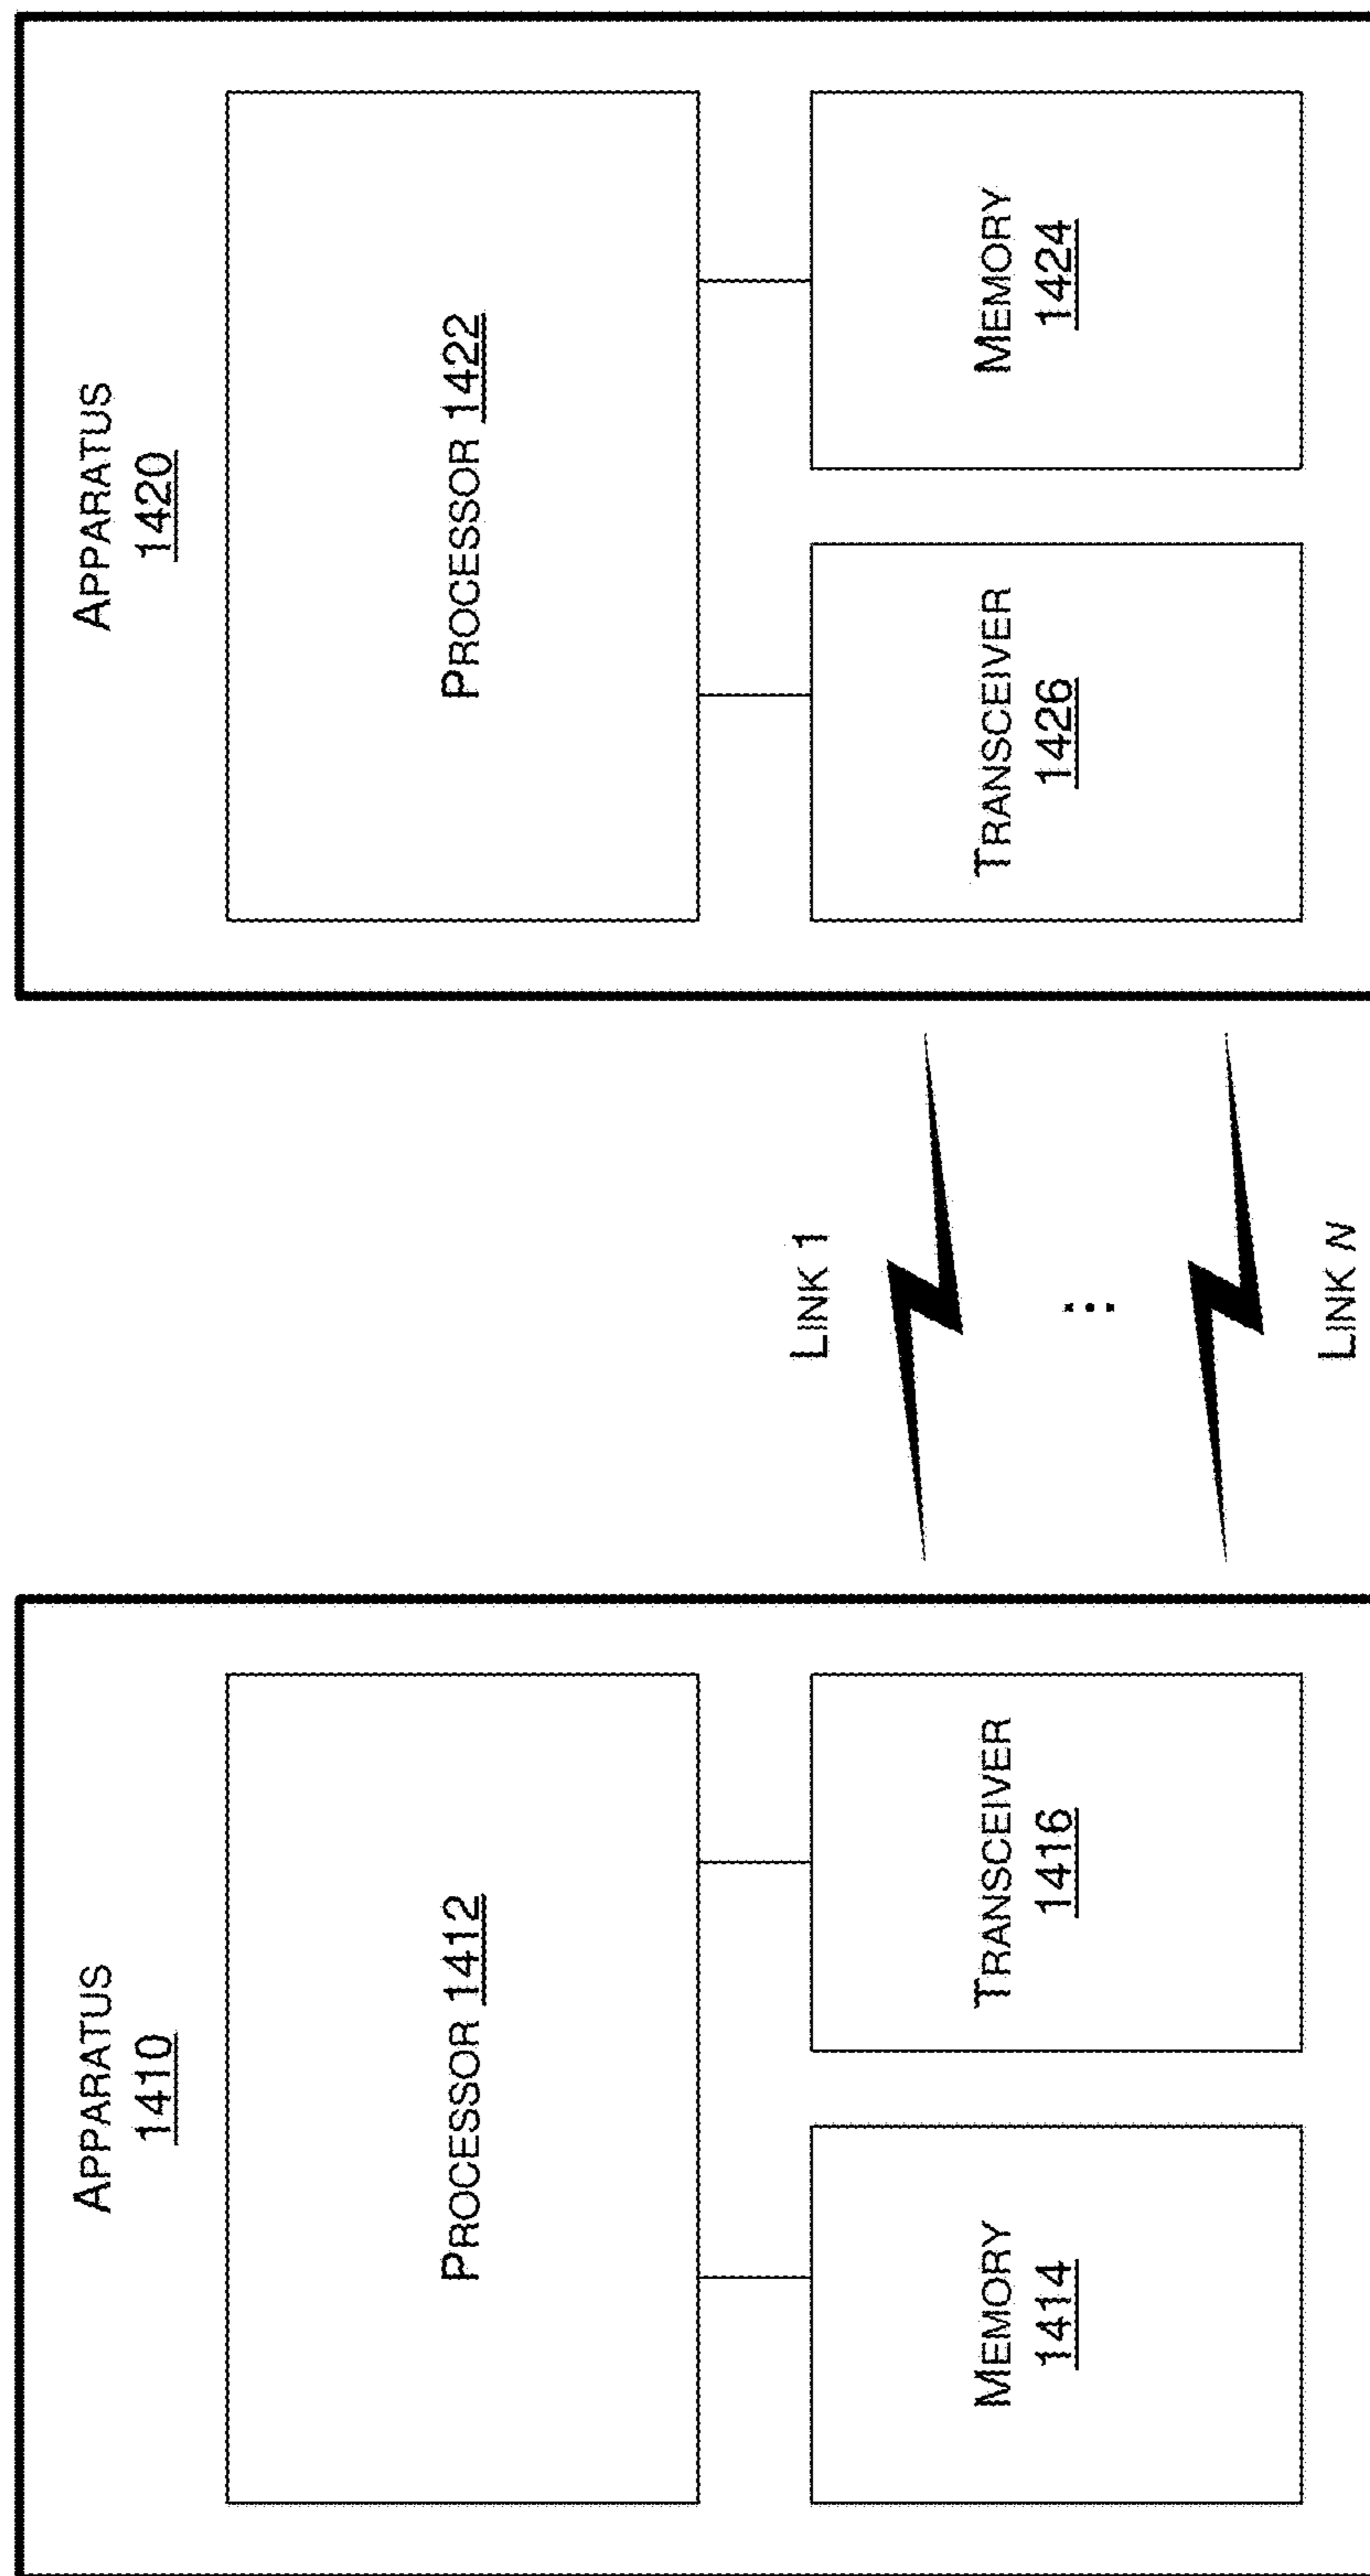 APPARATUS
1410
PROCESSOR 1412
MEMORY
1414
TRANSCEIVER
1416
LINK 1
⋮
LINK N
APPARATUS
1420
PROCESSOR 1422
TRANSCEIVER
1426
MEMORY
1424